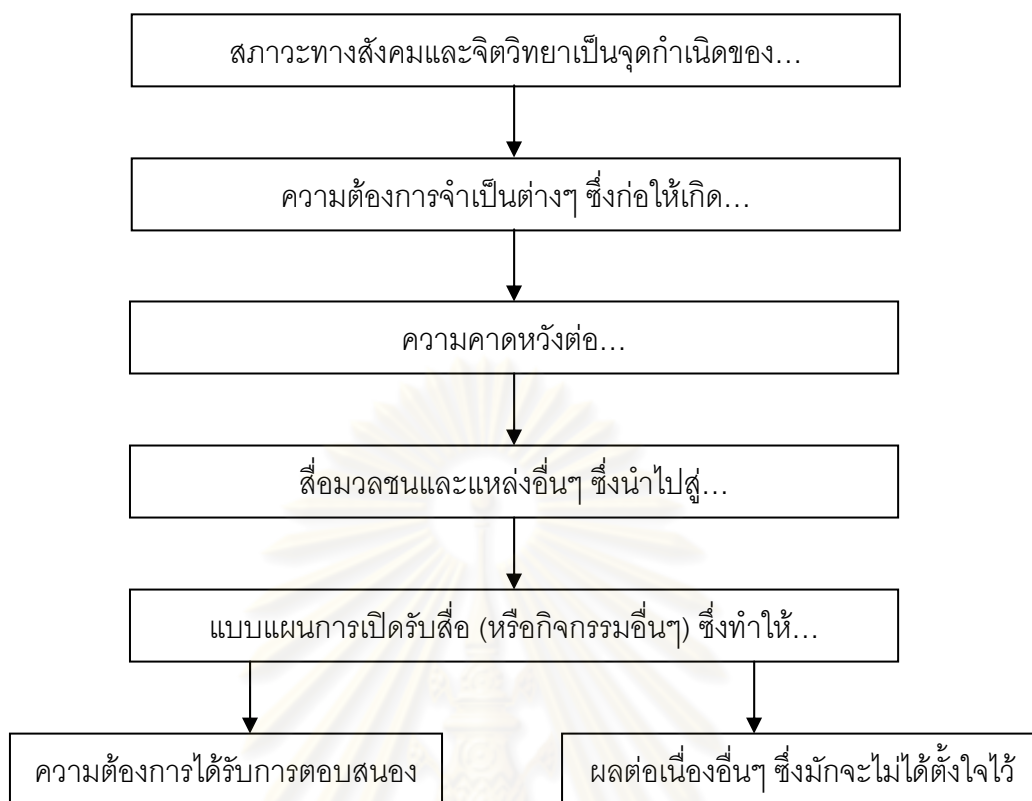 สภาวะทางสังคมและจิตวิทยาเป็นจุดกำเนิดของ...
ความต้องการจำเป็นต่างๆ ซึ่งก่อให้เกิด...
ความคาดหวังต่อ...
สื่อมวลชนและแหล่งอื่นๆ ซึ่งนำไปสู่...
แบบแผนการเปิดรับสื่อ (หรือกิจกรรมอื่นๆ) ซึ่งทำให้...
ความต้องการได้รับการตอบสนอง
ผลต่อเนื่องอื่นๆ ซึ่งมักจะไม่ได้ตั้งใจไว้